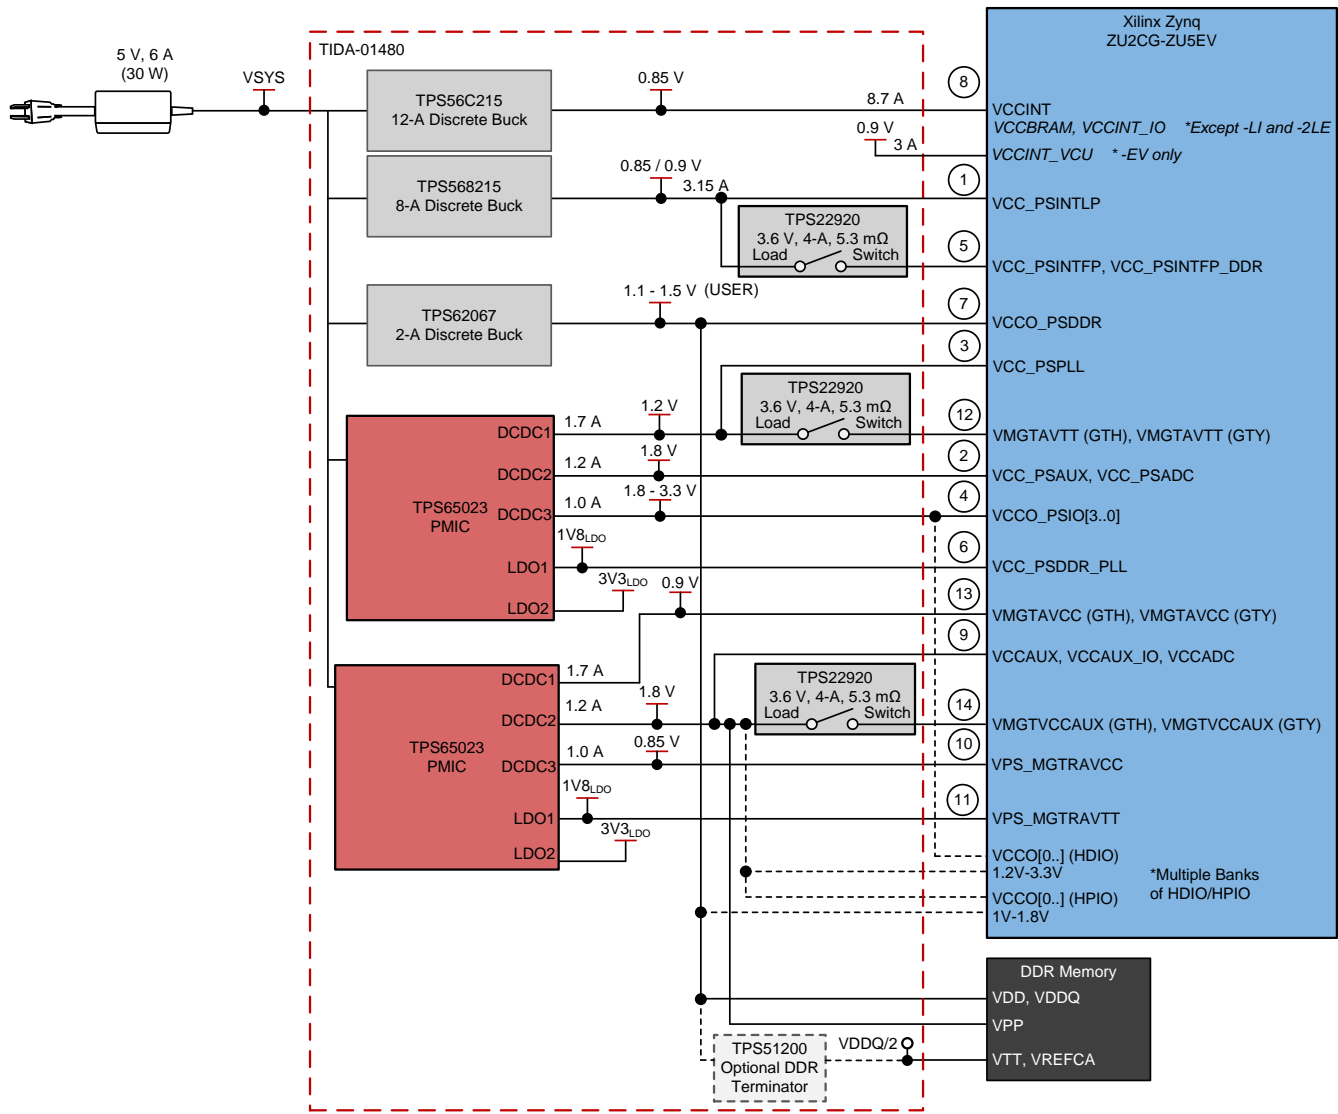 5 V, 6 A
(30 W)
VSYS
TIDA-01480
TPS56C215
12-A Discrete Buck
0.85 V
8.7 A
0.9 V
3 A
TPS568215
8-A Discrete Buck
0.85 / 0.9 V
3.15 A
TPS22920
3.6 V, 4-A, 5.3 mΩ
Load Switch
TPS62067
2-A Discrete Buck
1.1 - 1.5 V (USER)
TPS22920
3.6 V, 4-A, 5.3 mΩ
Load Switch
TPS65023
PMIC
DCDC1
1.7 A
1.2 V
DCDC2
1.2 A
1.8 V
DCDC3
1.0 A
1.8 - 3.3 V
LDO1
1V8LDO
LDO2
3V3LDO
0.9 V
TPS65023
PMIC
DCDC1
1.7 A
DCDC2
1.2 A
1.8 V
DCDC3
1.0 A
0.85 V
LDO1
1V8LDO
LDO2
3V3LDO
TPS22920
3.6 V, 4-A, 5.3 mΩ
Load Switch
TPS51200
Optional DDR
Terminator
VDDQ/2
Xilinx Zynq
ZU2CG-ZU5EV
8
VCCINT
VCCBRAM, VCCINT_IO *Except -LI and -2LE
VCCINT_VCU * -EV only
1
VCC_PSINTLP
5
VCC_PSINTFP, VCC_PSINTFP_DDR
7
VCCO_PSDDR
3
VCC_PSPLL
12
VMGTAVTT (GTH), VMGTAVTT (GTY)
2
VCC_PSAUX, VCC_PSADC
4
VCCO_PSIO[3..0]
6
VCC_PSDDR_PLL
13
VMGTAVCC (GTH), VMGTAVCC (GTY)
9
VCCAUX, VCCAUX_IO, VCCADC
14
VMGTVCCAUX (GTH), VMGTVCCAUX (GTY)
10
VPS_MGTRAVCC
11
VPS_MGTRAVTT
VCCO[0..] (HDIO)
1.2V-3.3V
VCCO[0..] (HPIO)
1V-1.8V
*Multiple Banks
of HDIO/HPIO
DDR Memory
VDD, VDDQ
VPP
VTT, VREFCA